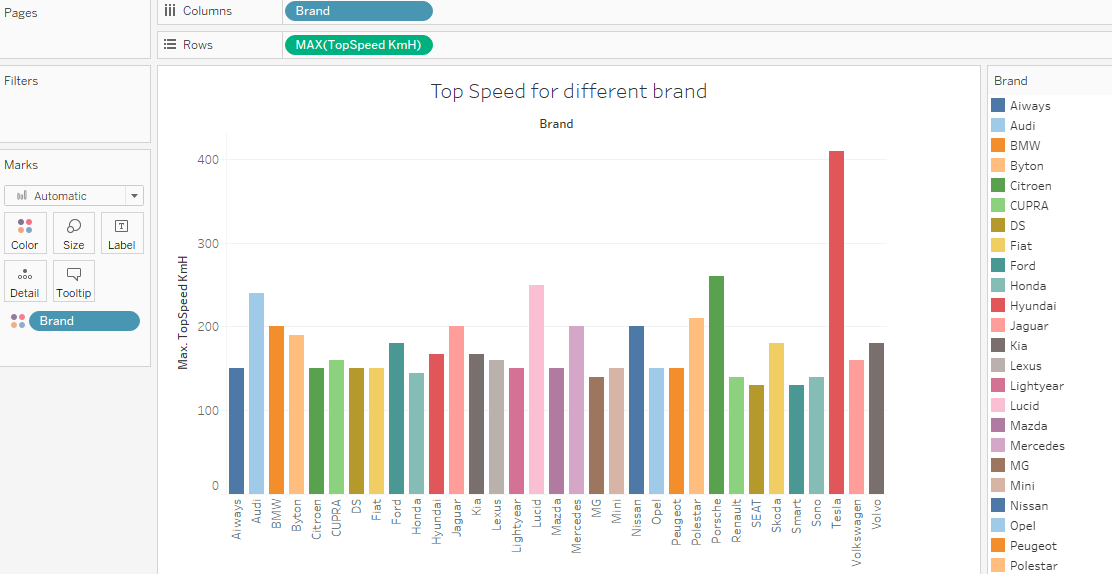 Pages
Columns
Brand
Rows
MAX(TopSpeed KmH)
Filters
Marks
Automatic
Color
Size
Label
Detail
Tooltip
Brand
Top Speed for different brand
Brand
Max. TopSpeed KmH
400
300
200
100
0
Aiways
Audi
BMW
Byton
Citroen
CUPRA
DS
Fiat
Ford
Honda
Hyundai
Jaguar
Kia
Lexus
Lightyear
Lucid
Mazda
Mercedes
MG
Mini
Nissan
Opel
Peugeot
Polestar
Porsche
Renault
SEAT
Skoda
Smart
Sono
Tesla
Volkswagen
Volvo
Brand
Aiways
Audi
BMW
Byton
Citroen
CUPRA
DS
Fiat
Ford
Honda
Hyundai
Jaguar
Kia
Lexus
Lightyear
Lucid
Mazda
Mercedes
MG
Mini
Nissan
Opel
Peugeot
Polestar